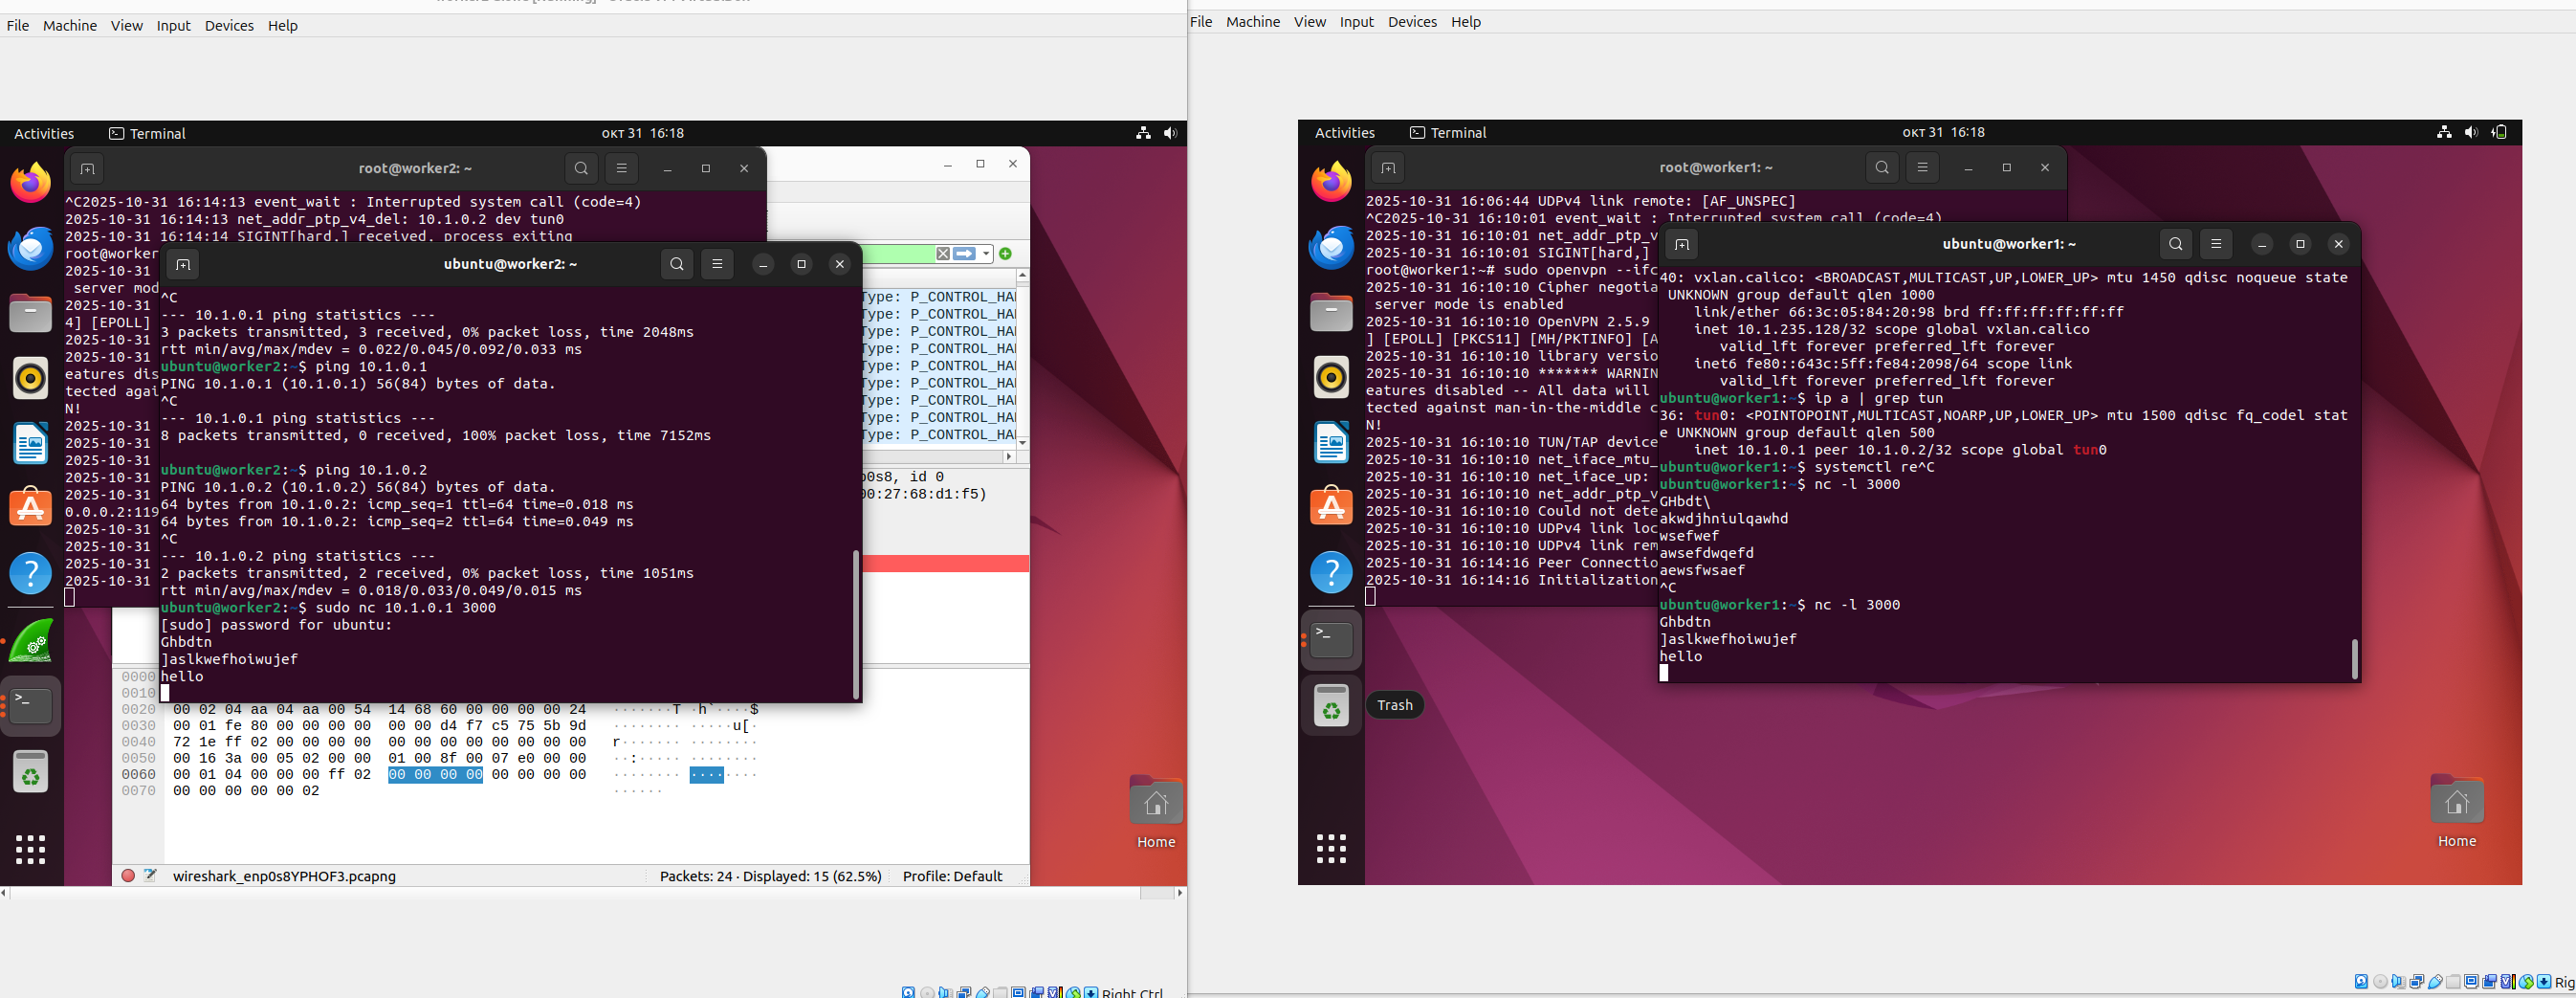 File Machine View Input Devices Help
Activities Terminal окт 31 16:18
root@worker2: ~
^C2025-10-31 16:14:13 event_wait : Interrupted system call (code=4)
2025-10-31 16:14:13 net_addr_ptp_v4_del: 10.1.0.2 dev tun0
2025-10-31 16:14:14 SIGINT[hard,] received, process exiting
root@worker
2025-10-31
server mod
2025-10-31
4] [EPOLL]
2025-10-31
2025-10-31
eatures dis
tected agai
N!
2025-10-31
2025-10-31
2025-10-31
2025-10-31
2025-10-31
0.0.0.2:119
2025-10-31
2025-10-31
2025-10-31
2025-10-31
ubuntu@worker2: ~
^C
--- 10.1.0.1 ping statistics ---
3 packets transmitted, 3 received, 0% packet loss, time 2048ms
rtt min/avg/max/mdev = 0.022/0.045/0.092/0.033 ms
ubuntu@worker2:~$ ping 10.1.0.1
PING 10.1.0.1 (10.1.0.1) 56(84) bytes of data.
^C
--- 10.1.0.1 ping statistics ---
8 packets transmitted, 0 received, 100% packet loss, time 7152ms
ubuntu@worker2:~$ ping 10.1.0.2
PING 10.1.0.2 (10.1.0.2) 56(84) bytes of data.
64 bytes from 10.1.0.2: icmp_seq=1 ttl=64 time=0.018 ms
64 bytes from 10.1.0.2: icmp_seq=2 ttl=64 time=0.049 ms
^C
--- 10.1.0.2 ping statistics ---
2 packets transmitted, 2 received, 0% packet loss, time 1051ms
rtt min/avg/max/mdev = 0.018/0.033/0.049/0.015 ms
ubuntu@worker2:~$ sudo nc 10.1.0.1 3000
[sudo] password for ubuntu:
Ghbdtn
]aslkwefhoiwujef
hello
Type: P_CONTROL_HA
Type: P_CONTROL_HA
Type: P_CONTROL_HA
Type: P_CONTROL_HA
Type: P_CONTROL_HA
Type: P_CONTROL_HA
Type: P_CONTROL_HA
Type: P_CONTROL_HA
Type: P_CONTROL_HA
p0s8, id 0
00:27:68:d1:f5)
0000
0010
0020 00 02 04 aa 04 aa 00 54 14 68 60 00 00 00 00 24 ·······T ·h`····$
0030 00 01 fe 80 00 00 00 00 00 00 d4 f7 c5 75 5b 9d ········ ·····u[·
0040 72 1e ff 02 00 00 00 00 00 00 00 00 00 00 00 00 r······· ········
0050 00 16 3a 00 05 02 00 00 01 00 8f 00 07 e0 00 00 ··:····· ········
0060 00 01 04 00 00 00 ff 02 00 00 00 00 00 00 00 00 ········ ········
0070 00 00 00 00 00 02 ······
wireshark_enp0s8YPHOF3.pcapng Packets: 24 · Displayed: 15 (62.5%) Profile: Default
Home
Right Ctrl
File Machine View Input Devices Help
Activities Terminal окт 31 16:18
root@worker1: ~
2025-10-31 16:06:44 UDPv4 link remote: [AF_UNSPEC]
^C2025-10-31 16:10:01 event_wait : Interrupted system call (code=4)
2025-10-31 16:10:01 net_addr_ptp_v
2025-10-31 16:10:01 SIGINT[hard,]
root@worker1:~# sudo openvpn --ifc
2025-10-31 16:10:10 Cipher negotia
server mode is enabled
2025-10-31 16:10:10 OpenVPN 2.5.9
] [EPOLL] [PKCS11] [MH/PKTINFO] [A
2025-10-31 16:10:10 library versio
2025-10-31 16:10:10 ******* WARNIN
eatures disabled -- All data will
tected against man-in-the-middle c
N!
2025-10-31 16:10:10 TUN/TAP device
2025-10-31 16:10:10 net_iface_mtu_
2025-10-31 16:10:10 net_iface_up:
2025-10-31 16:10:10 net_addr_ptp_v
2025-10-31 16:10:10 Could not dete
2025-10-31 16:10:10 UDPv4 link loc
2025-10-31 16:10:10 UDPv4 link rem
2025-10-31 16:14:16 Peer Connectio
2025-10-31 16:14:16 Initialization
ubuntu@worker1: ~
40: vxlan.calico: <BROADCAST,MULTICAST,UP,LOWER_UP> mtu 1450 qdisc noqueue state
UNKNOWN group default qlen 1000
link/ether 66:3c:05:84:20:98 brd ff:ff:ff:ff:ff:ff
inet 10.1.235.128/32 scope global vxlan.calico
valid_lft forever preferred_lft forever
inet6 fe80::643c:5ff:fe84:2098/64 scope link
valid_lft forever preferred_lft forever
ubuntu@worker1:~$ ip a | grep tun
36: tun0: <POINTOPOINT,MULTICAST,NOARP,UP,LOWER_UP> mtu 1500 qdisc fq_codel stat
e UNKNOWN group default qlen 500
inet 10.1.0.1 peer 10.1.0.2/32 scope global tun0
ubuntu@worker1:~$ systemctl re^C
ubuntu@worker1:~$ nc -l 3000
GHbdt\
akwdjhniulqawhd
wsefwef
awsefdwqefd
aewsfwsaef
^C
ubuntu@worker1:~$ nc -l 3000
Ghbdtn
]aslkwefhoiwujef
hello
Trash
Home
Rig